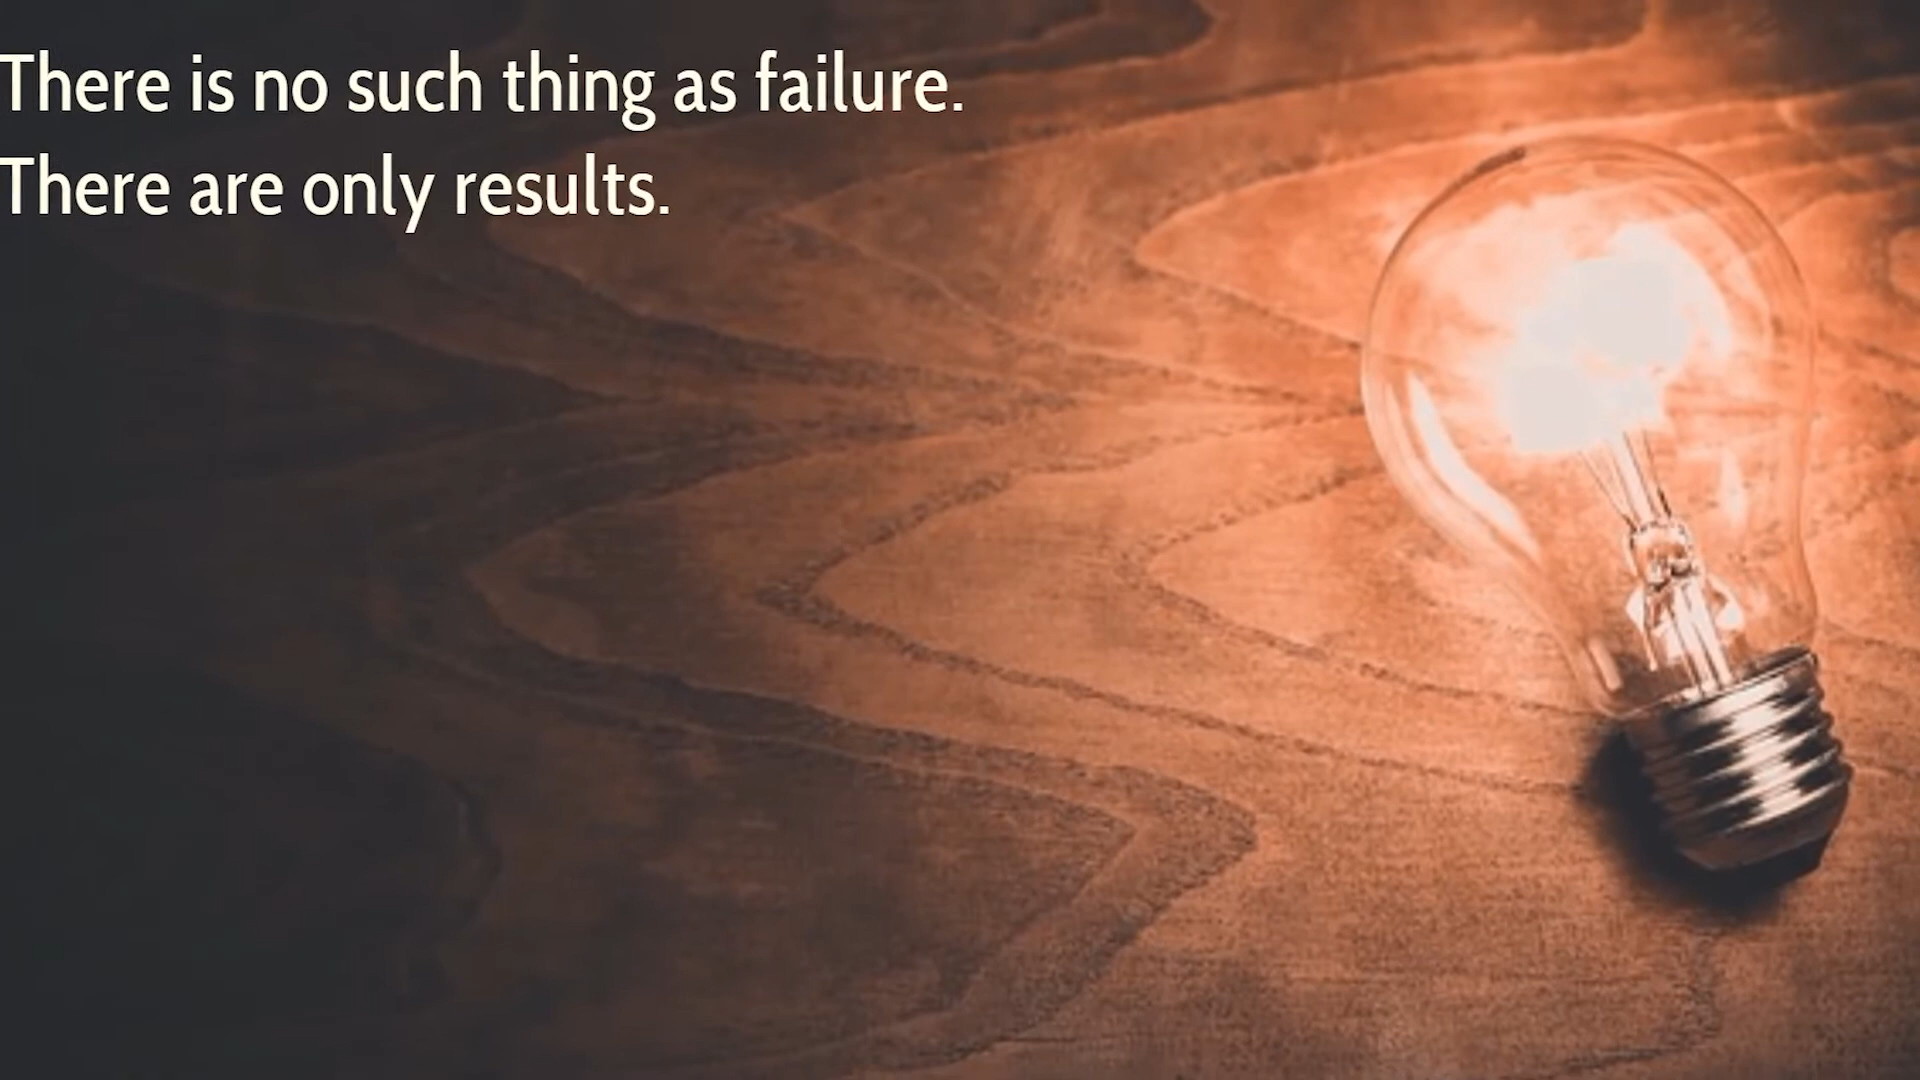 There is no such thing as failure.
There are only results.